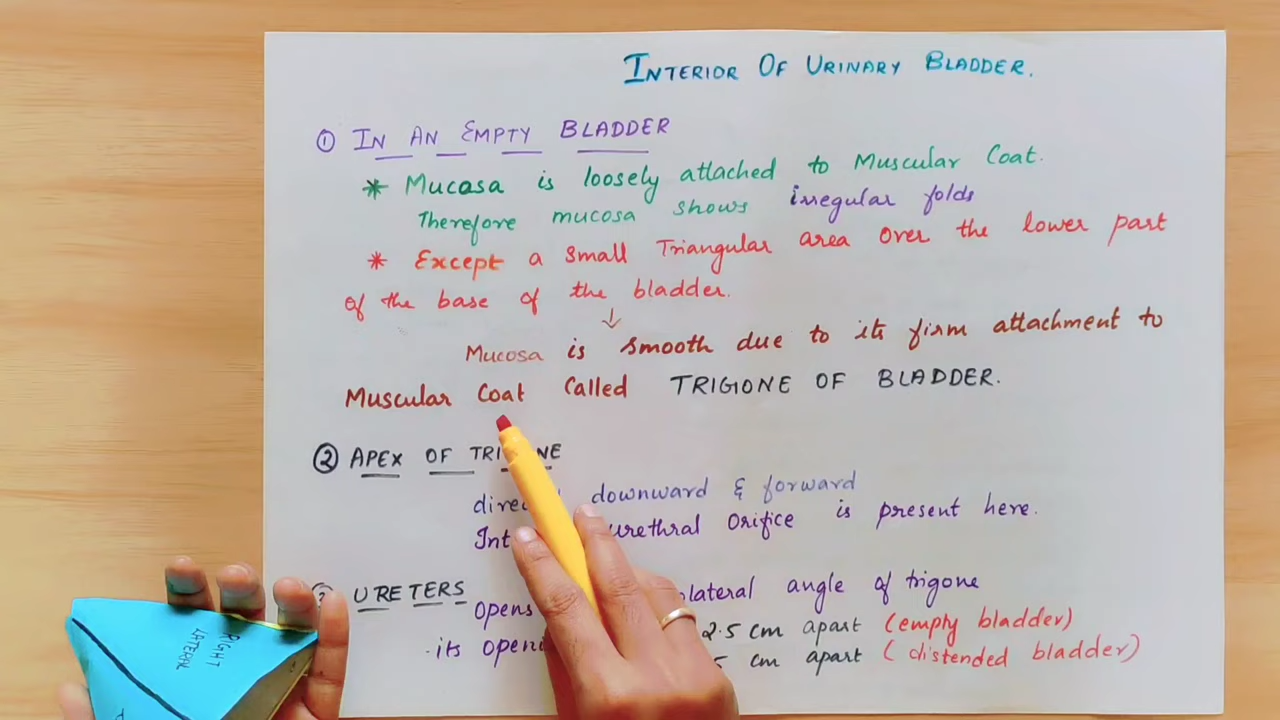 INTERIOR OF URINARY BLADDER.
① IN AN EMPTY BLADDER
* Mucosa is loosely attached to Muscular Coat.
Therefore mucosa shows irregular folds
* Except a small Triangular area over the lower part
of the base of the bladder.
↓
Mucosa is smooth due to its firm attachment to
Muscular Coat called TRIGONE OF BLADDER.
② APEX OF
downward & forward
urethral Orifice is present here.
URETERS
Opens lateral angle of trigone
its 2.5 cm apart (empty bladder)
5 cm apart (distended bladder)
RIGHT
LATERAL